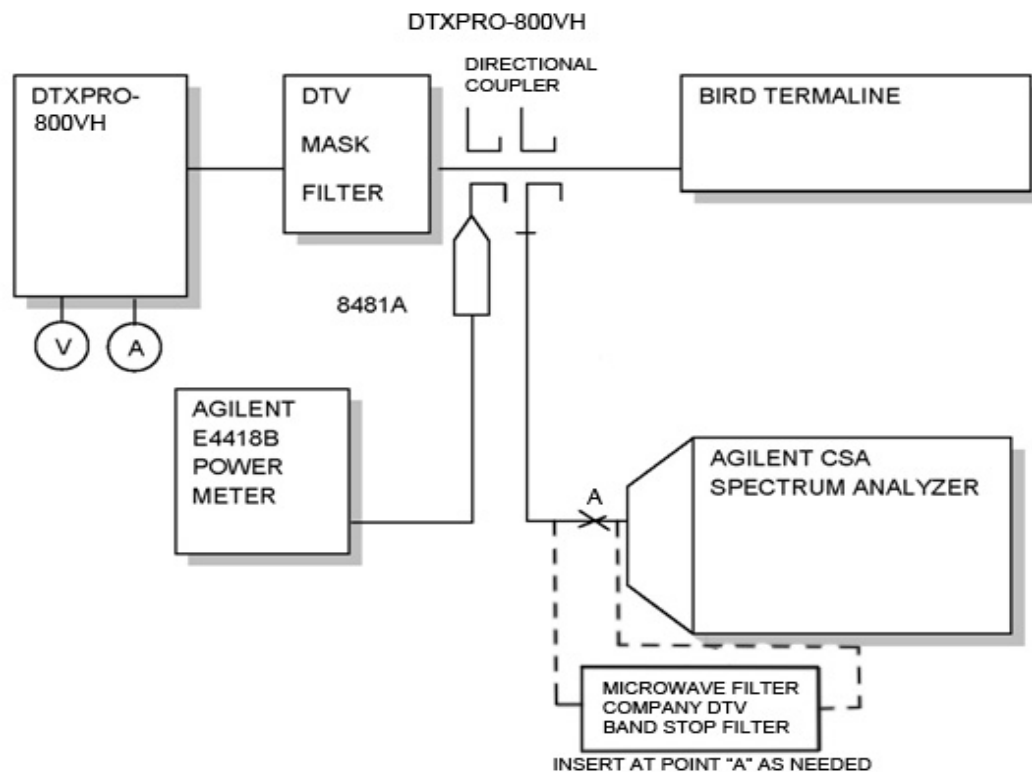 DTXPRO-800VH
DTXPRO-
800VH
DTV
MASK
FILTER
DIRECTIONAL
COUPLER
BIRD TERMALINE
8481A
V
A
AGILENT
E4418B
POWER
METER
A
AGILENT CSA
SPECTRUM ANALYZER
MICROWAVE FILTER
COMPANY DTV
BAND STOP FILTER
INSERT AT POINT "A" AS NEEDED